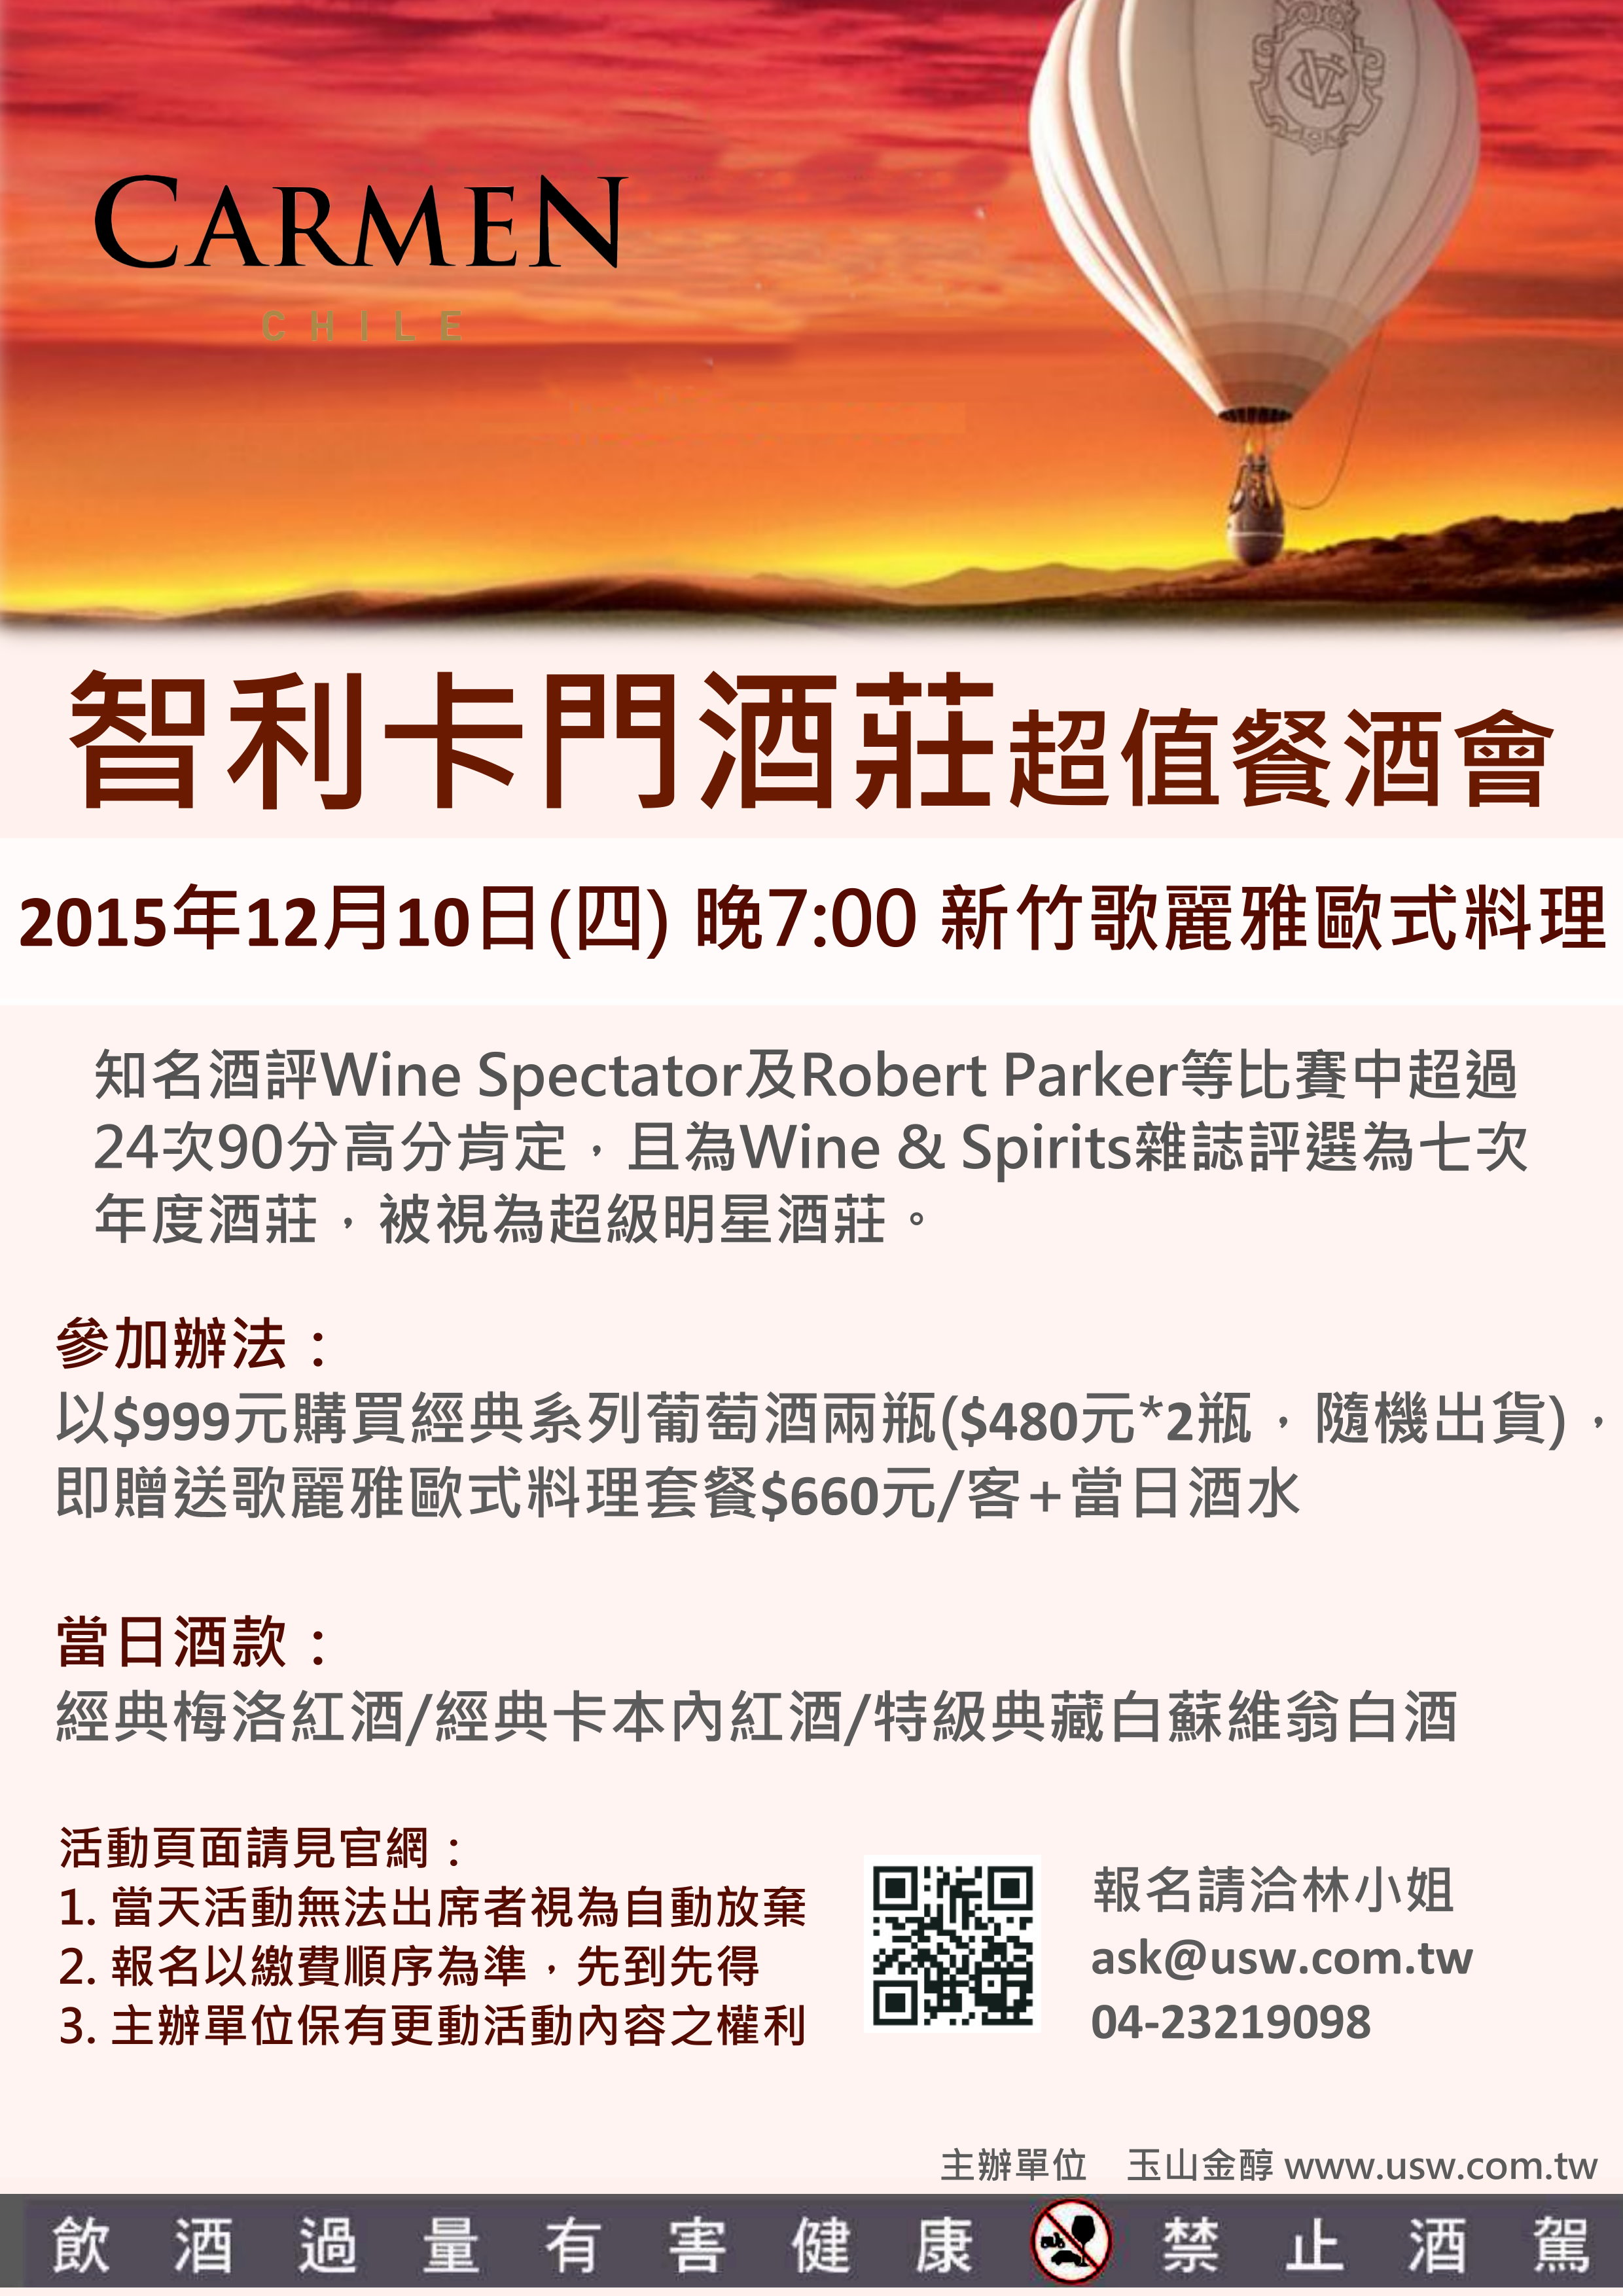 CARMEN
CHILE
智利卡門酒莊超值餐酒會
2015年12月10日(四) 晚7:00 新竹歌麗雅歐式料理
知名酒評Wine Spectator及Robert Parker等比賽中超過
24次90分高分肯定，且為Wine & Spirits雜誌評選為七次
年度酒莊，被視為超級明星酒莊。
參加辦法：
以$999元購買經典系列葡萄酒兩瓶($480元*2瓶，隨機出貨)，
即贈送歌麗雅歐式料理套餐$660元/客+當日酒水
當日酒款：
經典梅洛紅酒/經典卡本內紅酒/特級典藏白蘇維翁白酒
活動頁面請見官網：
1. 當天活動無法出席者視為自動放棄
2. 報名以繳費順序為準，先到先得
3. 主辦單位保有更動活動內容之權利
報名請洽林小姐
ask@usw.com.tw
04-23219098
主辦單位　玉山金醇 www.usw.com.tw
飲酒過量有害健康 禁止酒駕